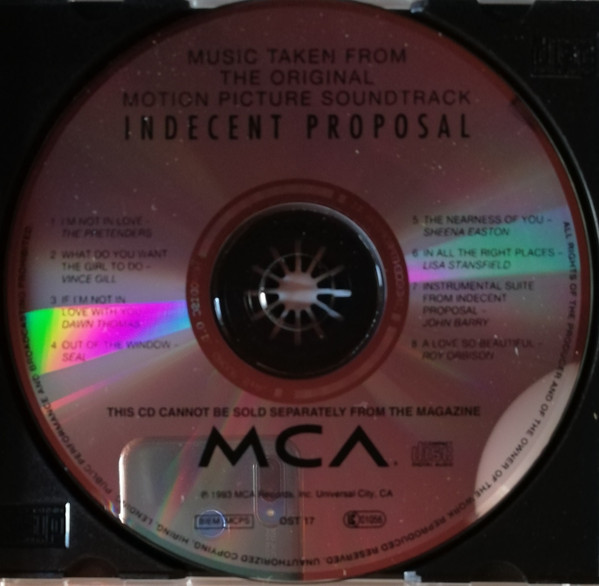 MUSIC TAKEN FROM
THE ORIGINAL
MOTION PICTURE SOUNDTRACK
INDECENT PROPOSAL
1 I'M NOT IN LOVE -
THE PRETENDERS
2 WHAT DO YOU WANT
THE GIRL TO DO -
VINCE GILL
3 IF I'M NOT IN
LOVE WITH YOU
DAWN THOMAS
4 OUT OF THE WINDOW -
SEAL
5 THE NEARNESS OF YOU -
SHEENA EASTON
6 IN ALL THE RIGHT PLACES -
LISA STANSFIELD
7 INSTRUMENTAL SUITE
FROM INDECENT
PROPOSAL -
JOHN BARRY
8 A LOVE SO BEAUTIFUL -
ROY ORBISON
THIS CD CANNOT BE SOLD SEPARATELY FROM THE MAGAZINE
MCA
℗ 1993 MCA Records, Inc. Universal City, CA
BIEM MCPS
OST 17
ALL RIGHTS OF THE PRODUCER AND OF THE OWNER OF THE WORK REPRODUCED RESERVED. UNAUTHORIZED COPYING, HIRING, LENDING, PUBLIC PERFORMANCE AND BROADCASTING PROHIBITED